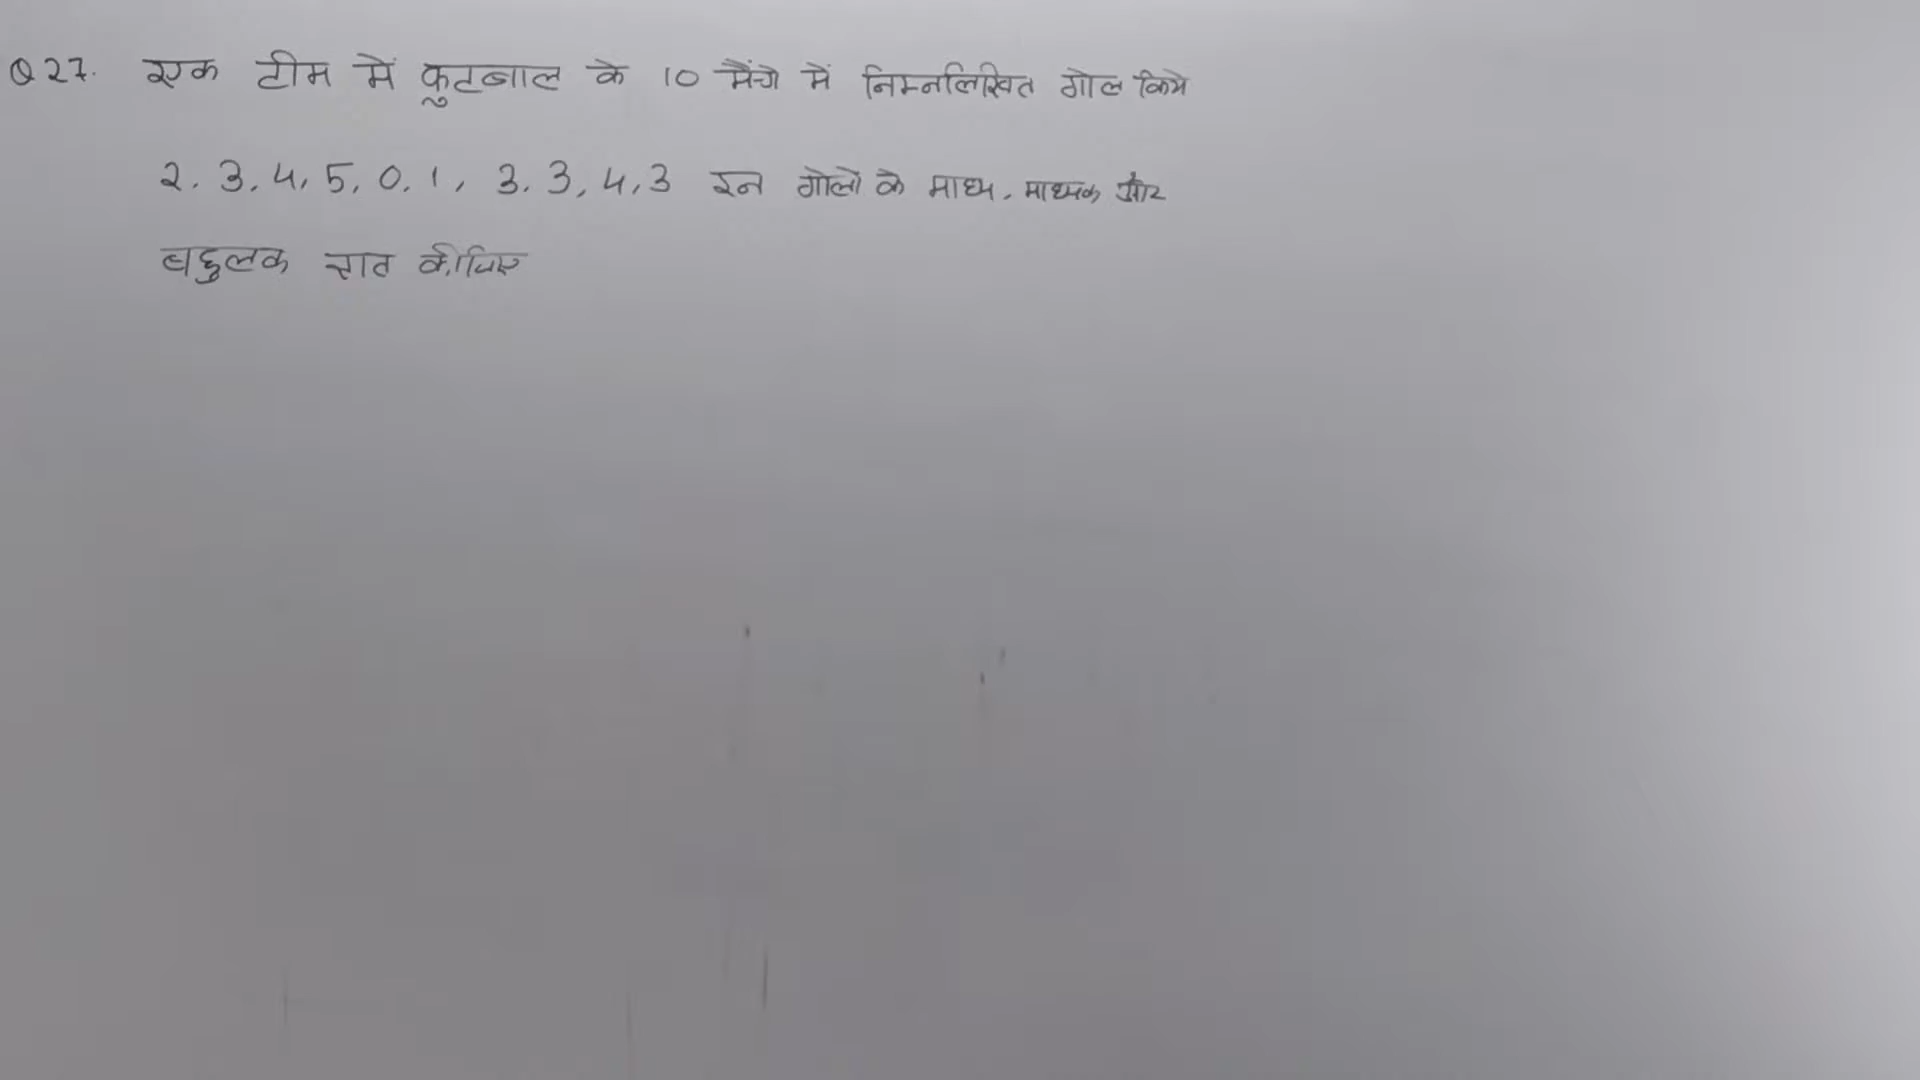 Q 27. एक टीम में फुटबाल के 10 मैचो में निम्नलिखित गोल किये
2. 3. 4, 5, 0. 1, 3. 3, 4, 3 इन गोलो के माध्य. माध्यक और
बहुलक ज्ञात कीजिए